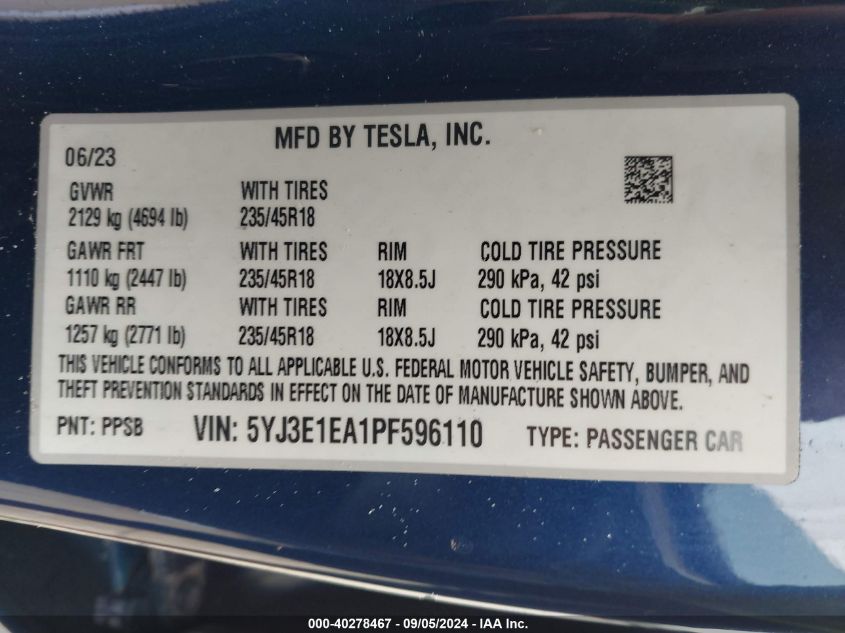 MFD BY TESLA, INC.
06/23
GVWR WITH TIRES
2129 kg (4694 lb) 235/45R18
GAWR FRT WITH TIRES RIM COLD TIRE PRESSURE
1110 kg (2447 lb) 235/45R18 18X8.5J 290 kPa, 42 psi
GAWR RR WITH TIRES RIM COLD TIRE PRESSURE
1257 kg (2771 lb) 235/45R18 18X8.5J 290 kPa, 42 psi
THIS VEHICLE CONFORMS TO ALL APPLICABLE U.S. FEDERAL MOTOR VEHICLE SAFETY, BUMPER, AND
THEFT PREVENTION STANDARDS IN EFFECT ON THE DATE OF MANUFACTURE SHOWN ABOVE.
PNT: PPSB VIN: 5YJ3E1EA1PF596110 TYPE: PASSENGER CAR
000-40278467 - 09/05/2024 - IAA Inc.